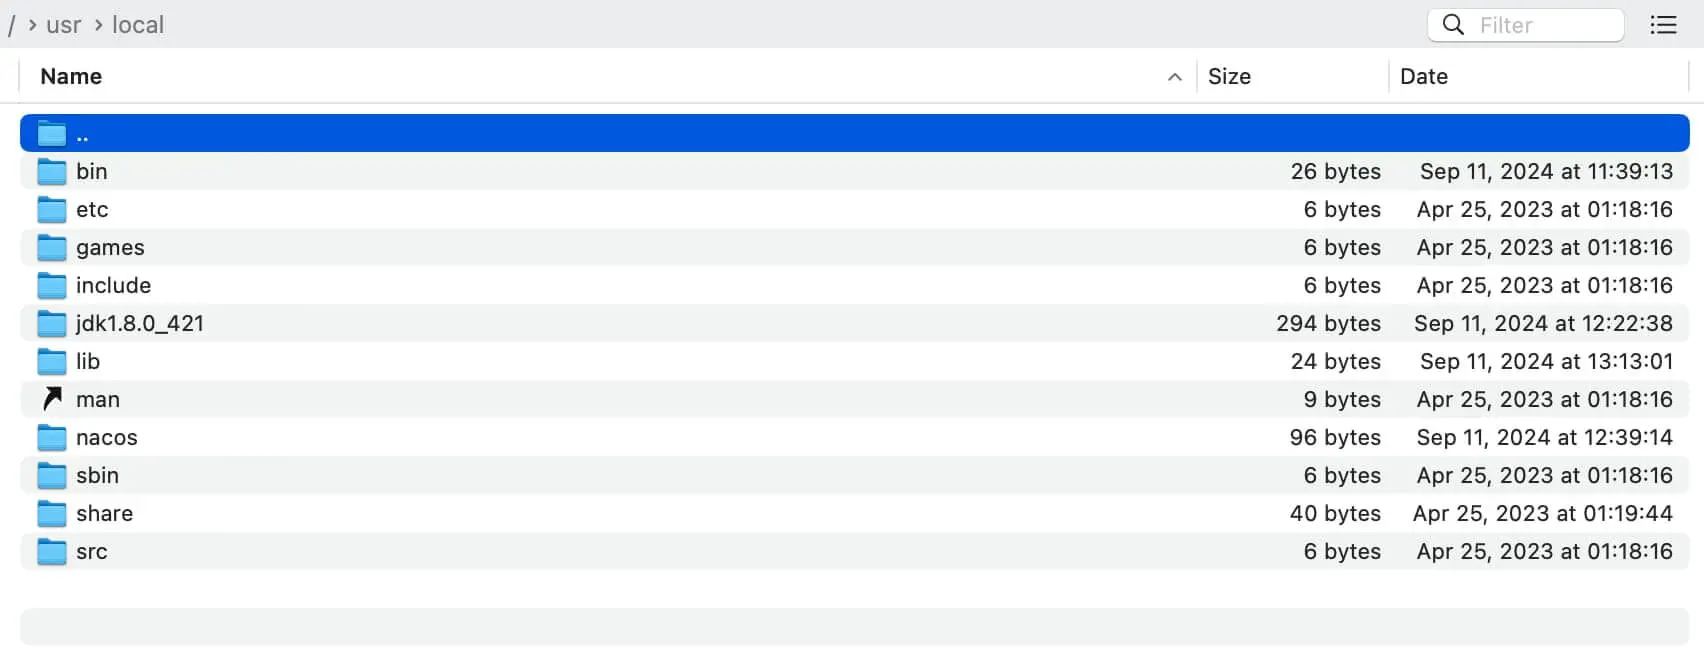 / > usr > local Filter
Name Size Date
..
bin 26 bytes Sep 11, 2024 at 11:39:13
etc 6 bytes Apr 25, 2023 at 01:18:16
games 6 bytes Apr 25, 2023 at 01:18:16
include 6 bytes Apr 25, 2023 at 01:18:16
jdk1.8.0_421 294 bytes Sep 11, 2024 at 12:22:38
lib 24 bytes Sep 11, 2024 at 13:13:01
man 9 bytes Apr 25, 2023 at 01:18:16
nacos 96 bytes Sep 11, 2024 at 12:39:14
sbin 6 bytes Apr 25, 2023 at 01:18:16
share 40 bytes Apr 25, 2023 at 01:19:44
src 6 bytes Apr 25, 2023 at 01:18:16